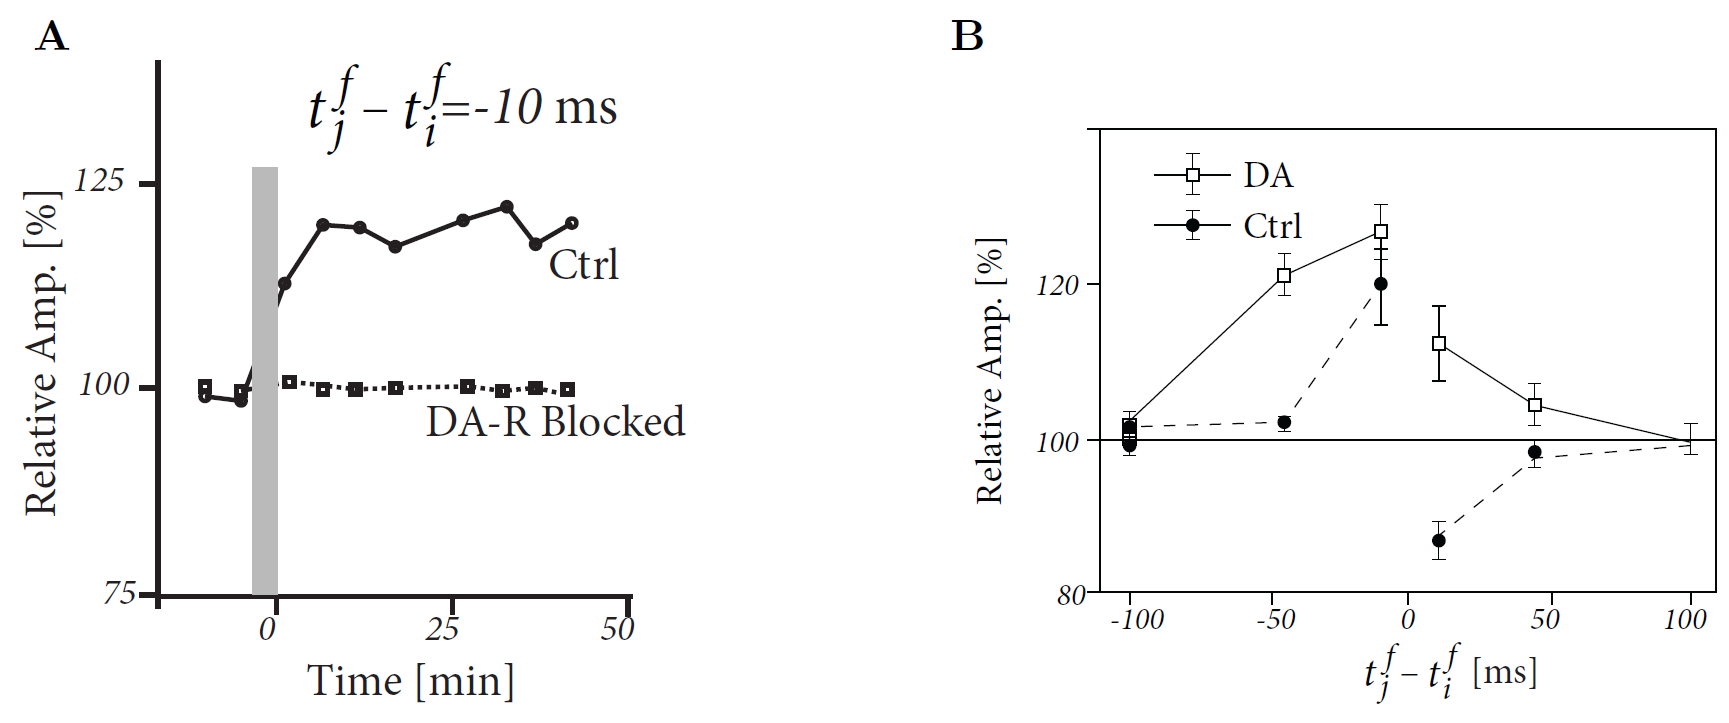 A
t_j^f – t_i^f=-10 ms
125
100
75
Relative Amp. [%]
Ctrl
DA-R Blocked
0 25 50
Time [min]
B
DA
Ctrl
120
100
80
Relative Amp. [%]
-100 -50 0 50 100
t_j^f – t_i^f [ms]